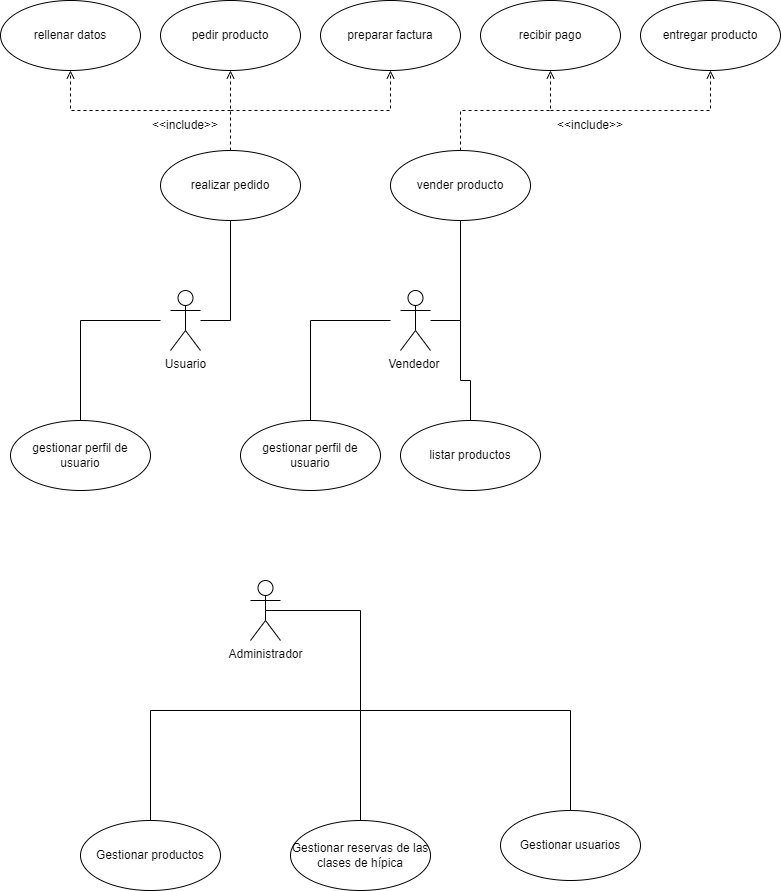 rellenar datos
pedir producto
preparar factura
recibir pago
entregar producto
<<include>>
<<include>>
realizar pedido
vender producto
Usuario
Vendedor
gestionar perfil de
usuario
gestionar perfil de
usuario
listar productos
Administrador
Gestionar productos
Gestionar reservas de las
clases de hípica
Gestionar usuarios